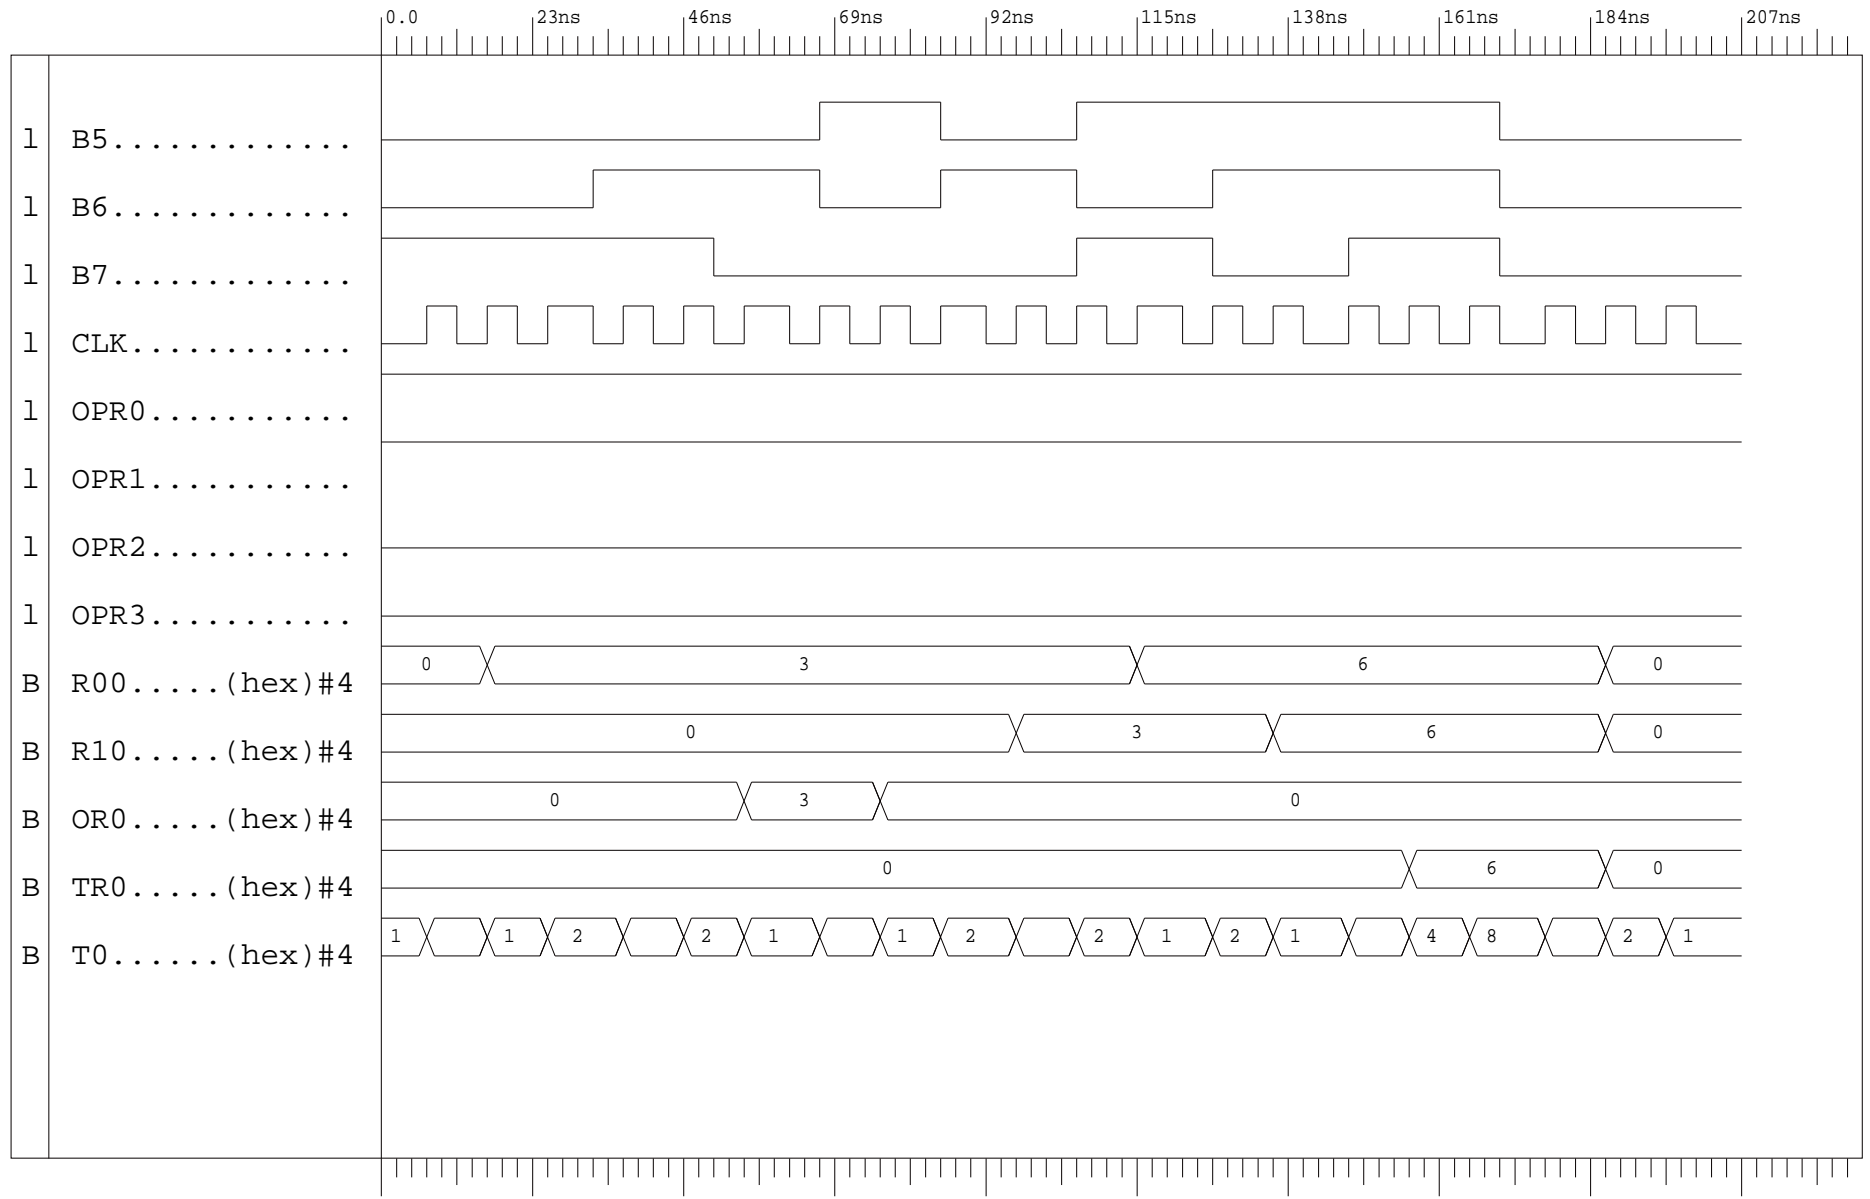 0.0 23ns 46ns 69ns 92ns 115ns 138ns 161ns 184ns 207ns
l B5.............
l B6.............
l B7.............
l CLK............
l OPR0...........
l OPR1...........
l OPR2...........
l OPR3...........
0 3 6 0
B R00.....(hex)#4
0 3 6 0
B R10.....(hex)#4
0 3 0
B OR0.....(hex)#4
0 6 0
B TR0.....(hex)#4
1 1 2 2 1 1 2 2 1 2 1 4 8 2 1
B T0......(hex)#4